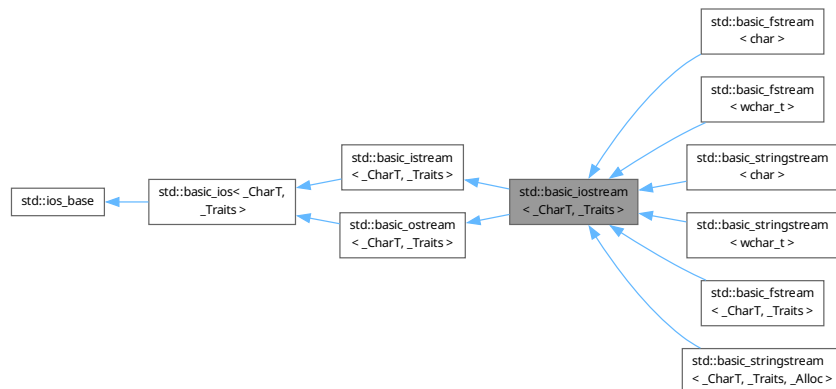 std::ios_base
std::basic_ios< _CharT,
_Traits >
std::basic_istream
< _CharT, _Traits >
std::basic_ostream
< _CharT, _Traits >
std::basic_iostream
< _CharT, _Traits >
std::basic_fstream
< char >
std::basic_fstream
< wchar_t >
std::basic_stringstream
< char >
std::basic_stringstream
< wchar_t >
std::basic_fstream
< _CharT, _Traits >
std::basic_stringstream
< _CharT, _Traits, _Alloc >